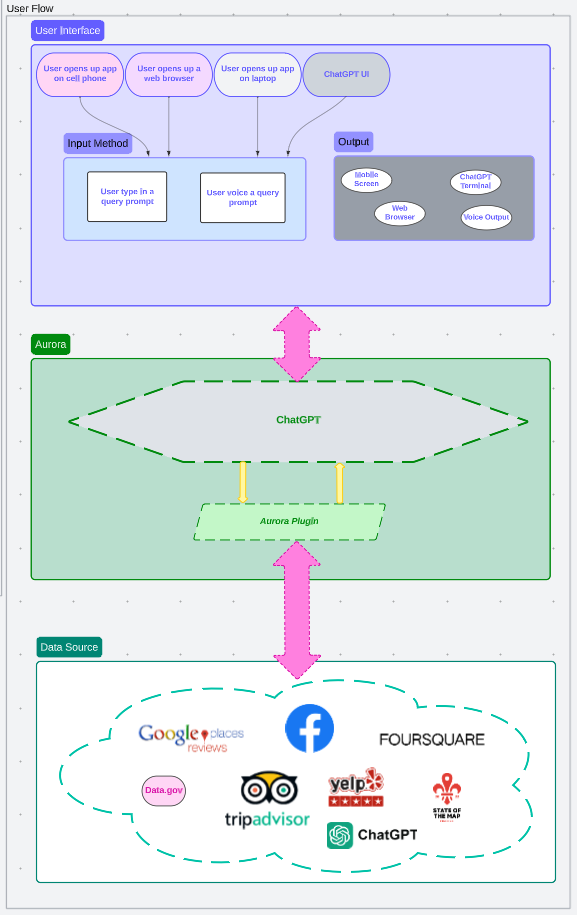 User Flow
User Interface
User opens up app
on cell phone
User opens up a
web browser
User opens up app
on laptop
ChatGPT UI
Input Method
User type in a
query prompt
User voice a query
prompt
Output
Mobile
Screen
ChatGPT
Terminal
Web
Browser
Voice Output
Aurora
ChatGPT
Aurora Plugin
Data Source
Google places
reviews
FOURSQUARE
Data.gov
tripadvisor
yelp
STATE OF
THE MAP
ChatGPT